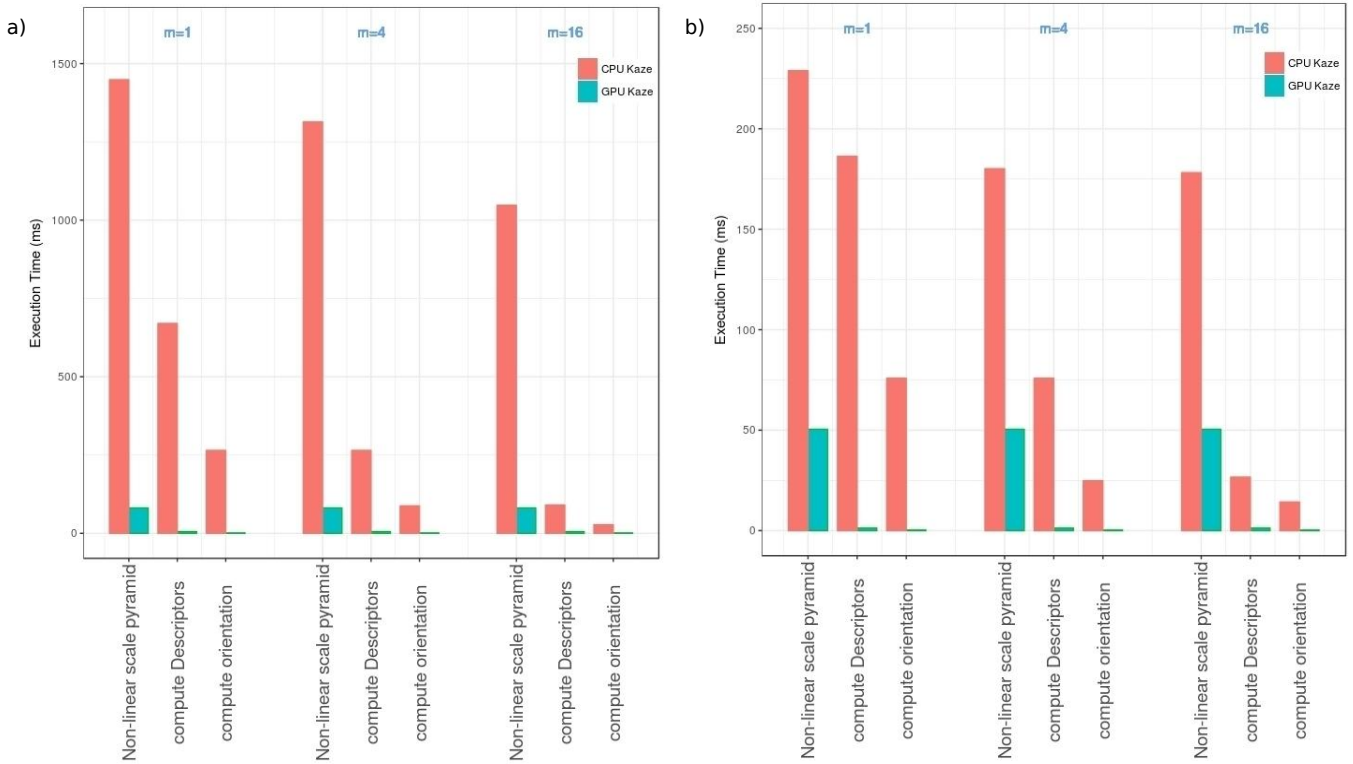 a)
m=1
m=4
m=16
CPU Kaze
GPU Kaze
1500
1000
500
0
Execution Time (ms)
Non-linear scale pyramid
compute Descriptors
compute orientation
Non-linear scale pyramid
compute Descriptors
compute orientation
Non-linear scale pyramid
compute Descriptors
compute orientation
b)
m=1
m=4
m=16
CPU Kaze
GPU Kaze
250
200
150
100
50
0
Execution Time (ms)
Non-linear scale pyramid
compute Descriptors
compute orientation
Non-linear scale pyramid
compute Descriptors
compute orientation
Non-linear scale pyramid
compute Descriptors
compute orientation